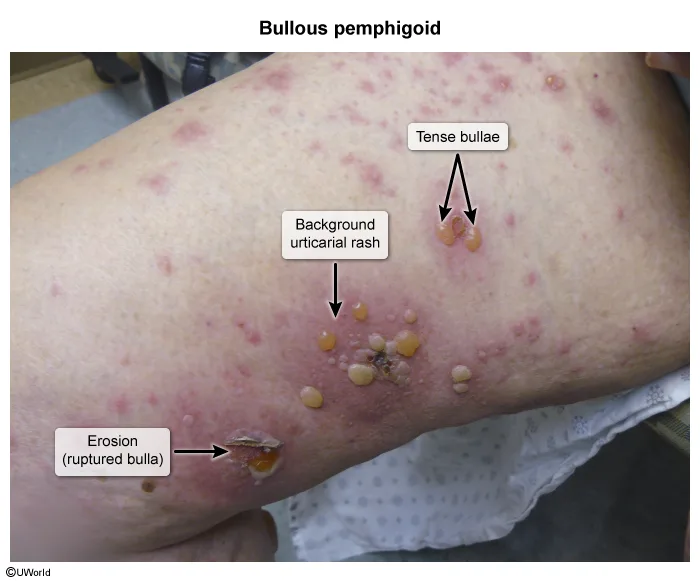 Bullous pemphigoid
Tense bullae
Background
urticarial rash
Erosion
(ruptured bulla)
©UWorld